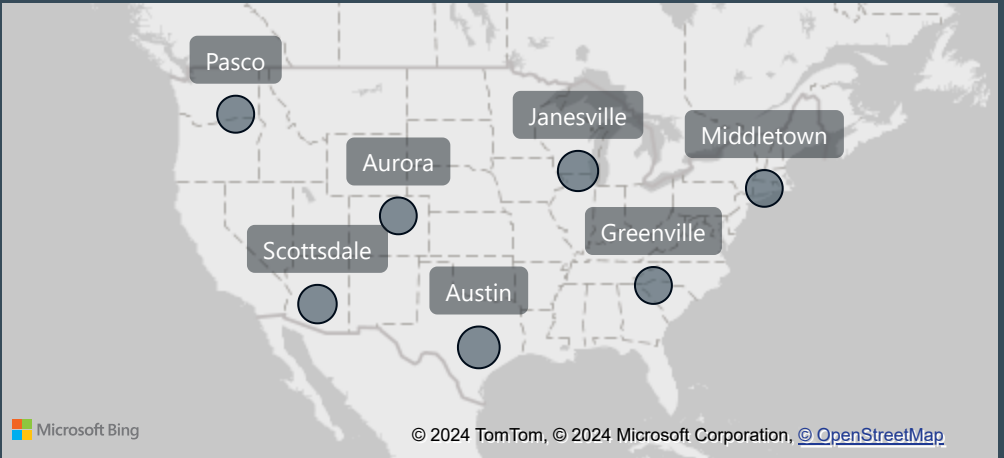 Pasco
Janesville
Middletown
Aurora
Greenville
Scottsdale
Austin
Microsoft Bing
© 2024 TomTom, © 2024 Microsoft Corporation, © OpenStreetMap